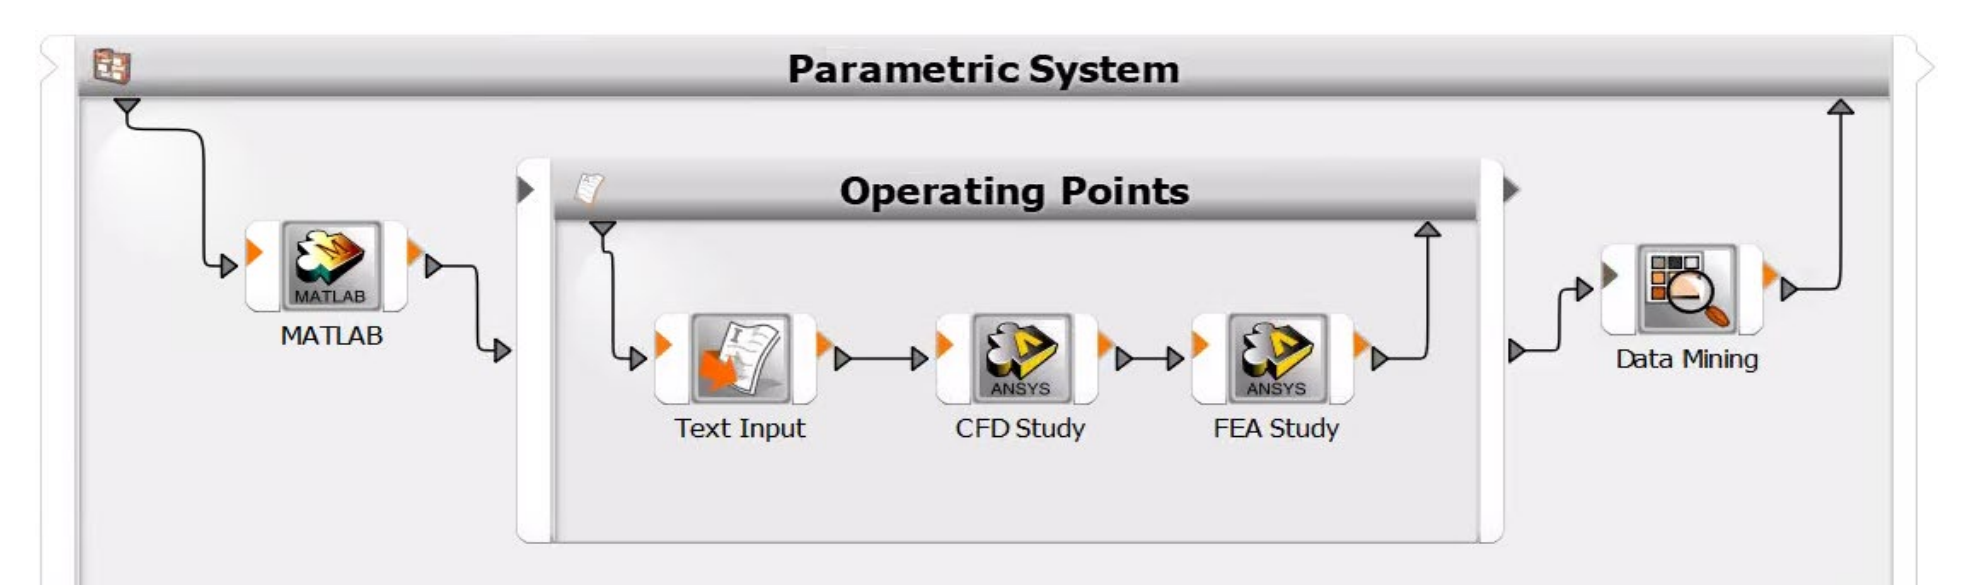 Parametric System
Operating Points
MATLAB
MATLAB
Text Input
ANSYS
CFD Study
ANSYS
FEA Study
Data Mining